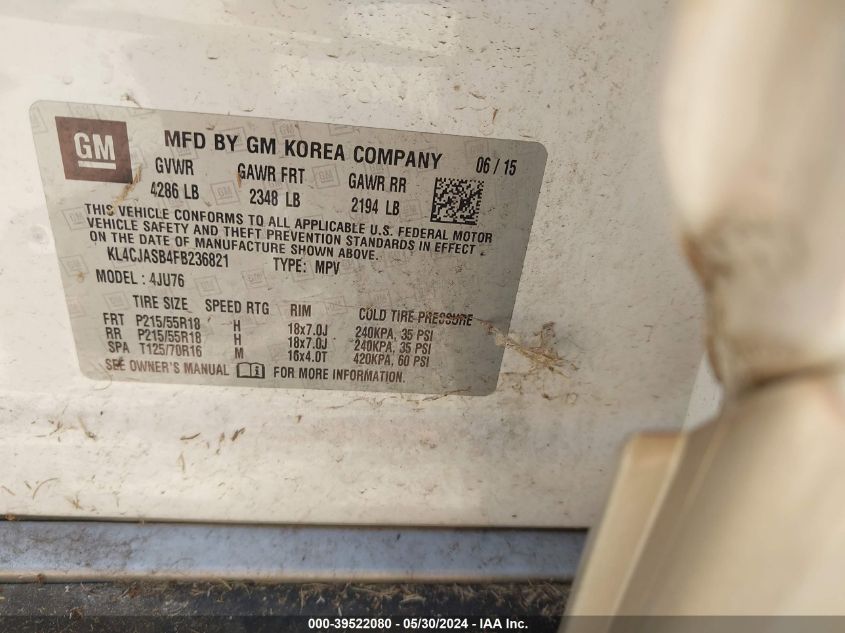 GM
MFD BY GM KOREA COMPANY 06 / 15
GVWR GAWR FRT GAWR RR
4286 LB 2348 LB 2194 LB
THIS VEHICLE CONFORMS TO ALL APPLICABLE U.S. FEDERAL MOTOR
VEHICLE SAFETY AND THEFT PREVENTION STANDARDS IN EFFECT
ON THE DATE OF MANUFACTURE SHOWN ABOVE.
KL4CJASB4FB236821 TYPE: MPV
MODEL : 4JU76
TIRE SIZE SPEED RTG RIM COLD TIRE PRESSURE
FRT P215/55R18 H 18x7.0J 240KPA, 35 PSI
RR P215/55R18 H 18x7.0J 240KPA, 35 PSI
SPA T125/70R16 M 16x4.0T 420KPA, 60 PSI
SEE OWNER'S MANUAL FOR MORE INFORMATION.
000-39522080 - 05/30/2024 - IAA Inc.